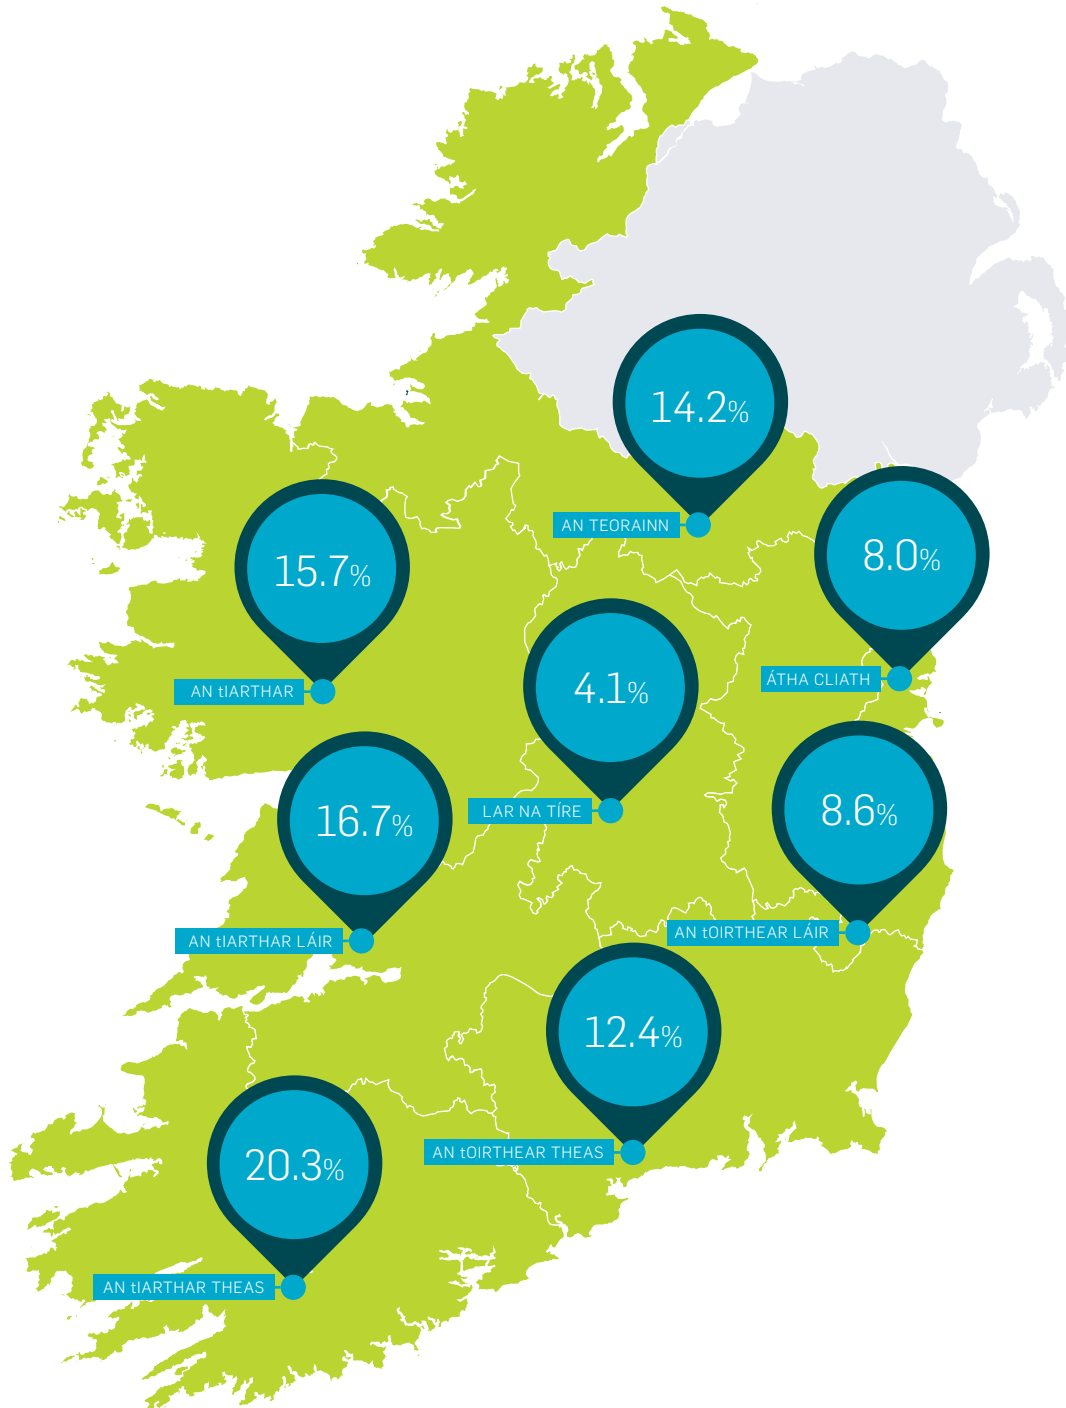 14.2%
AN TEORAINN
8.0%
ÁTHA CLIATH
15.7%
AN tIARTHAR
4.1%
LAR NA TÍRE
8.6%
AN tOIRTHEAR LÁIR
16.7%
AN tIARTHAR LÁIR
12.4%
AN tOIRTHEAR THEAS
20.3%
AN tIARTHAR THEAS